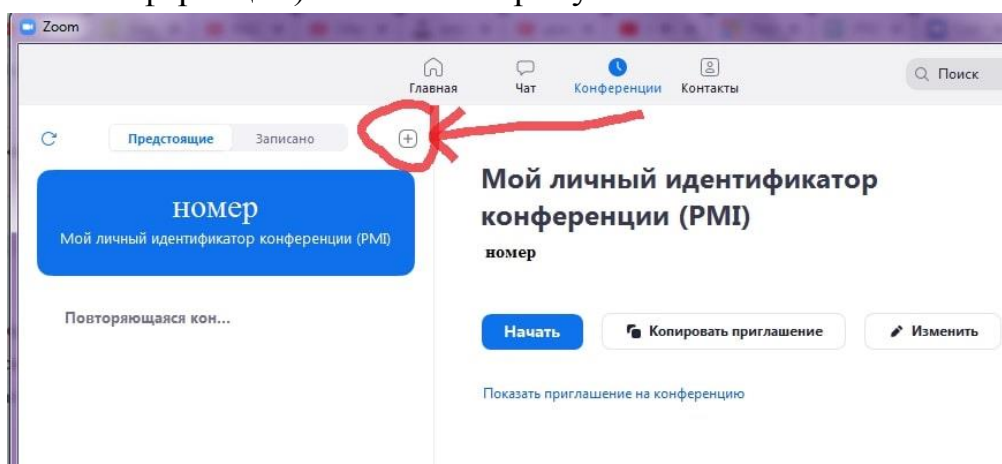 Zoom
Главная
Чат
Конференции
Контакты
Поиск
Предстоящие
Записано
номер
Мой личный идентификатор конференции (PMI)
Повторяющаяся кон...
Мой личный идентификатор
конференции (PMI)
номер
Начать
Копировать приглашение
Изменить
Показать приглашение на конференцию